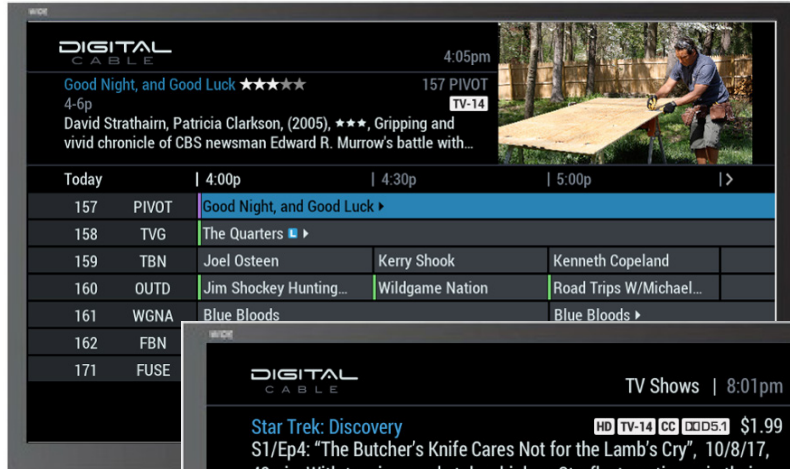 WIDE
DIGITAL
CABLE
4:05pm
Good Night, and Good Luck ★★★★★ 157 PIVOT
4-6p TV-14
David Strathairn, Patricia Clarkson, (2005), ★★★, Gripping and
vivid chronicle of CBS newsman Edward R. Murrow's battle with...
Today | 4:00p | 4:30p | 5:00p | >
157 PIVOT Good Night, and Good Luck ▸
158 TVG The Quarters L ▸
159 TBN Joel Osteen Kerry Shook Kenneth Copeland
160 OUTD Jim Shockey Hunting... Wildgame Nation Road Trips W/Michael...
161 WGNA Blue Bloods Blue Bloods ▸
162 FBN
171 FUSE
WIDE
DIGITAL
CABLE
TV Shows | 8:01pm
Star Trek: Discovery HD TV-14 CC DD5.1 $1.99
S1/Ep4: “The Butcher's Knife Cares Not for the Lamb's Cry”, 10/8/17,